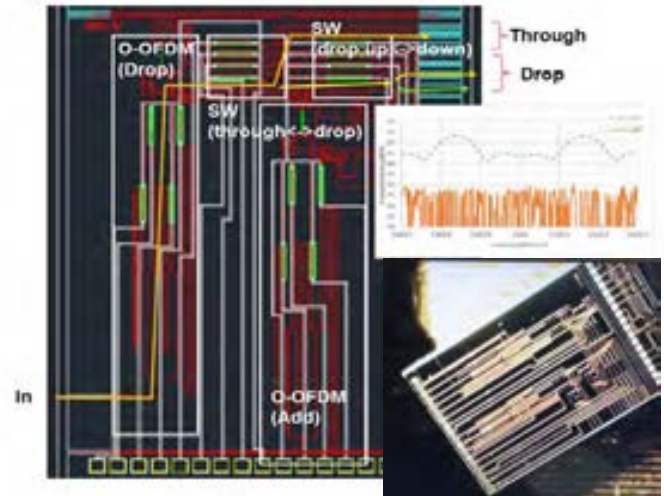 SW
(drop up<->down)
O-OFDM
(Drop)
Through
Drop
SW
(through<->drop)
In
O-OFDM
(Add)